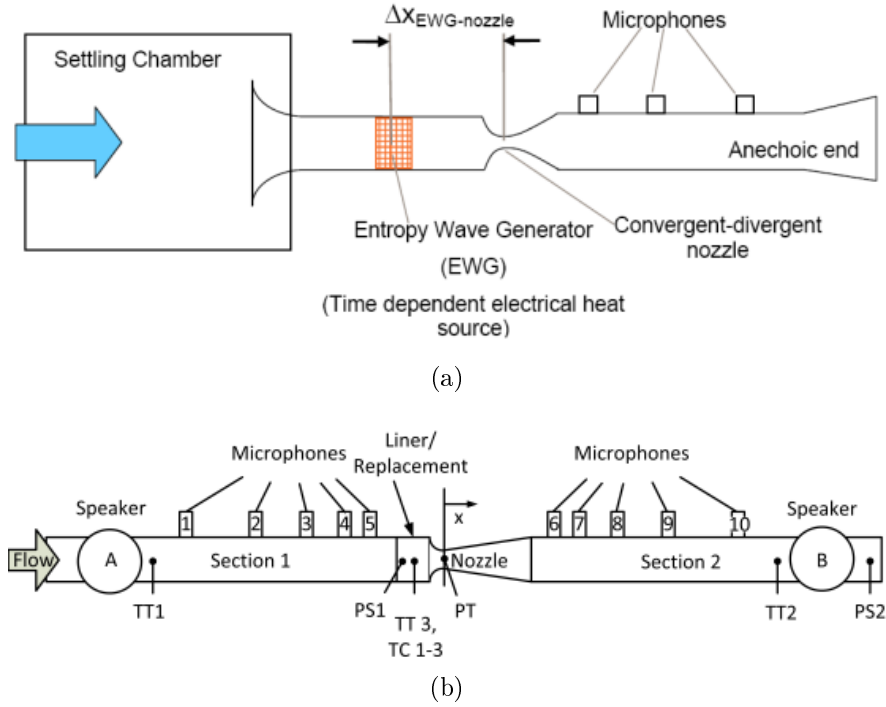 Δx_EWG-nozzle
Microphones
Settling Chamber
Anechoic end
Entropy Wave Generator
(EWG)
(Time dependent electrical heat
source)
Convergent-divergent
nozzle
(a)
Liner/
Replacement
Microphones
Microphones
Speaker
Speaker
x
1
2
3
4
5
6
7
8
9
10
Flow
A
Section 1
Nozzle
Section 2
B
TT1
PS1
PT
TT2
PS2
TT 3,
TC 1-3
(b)